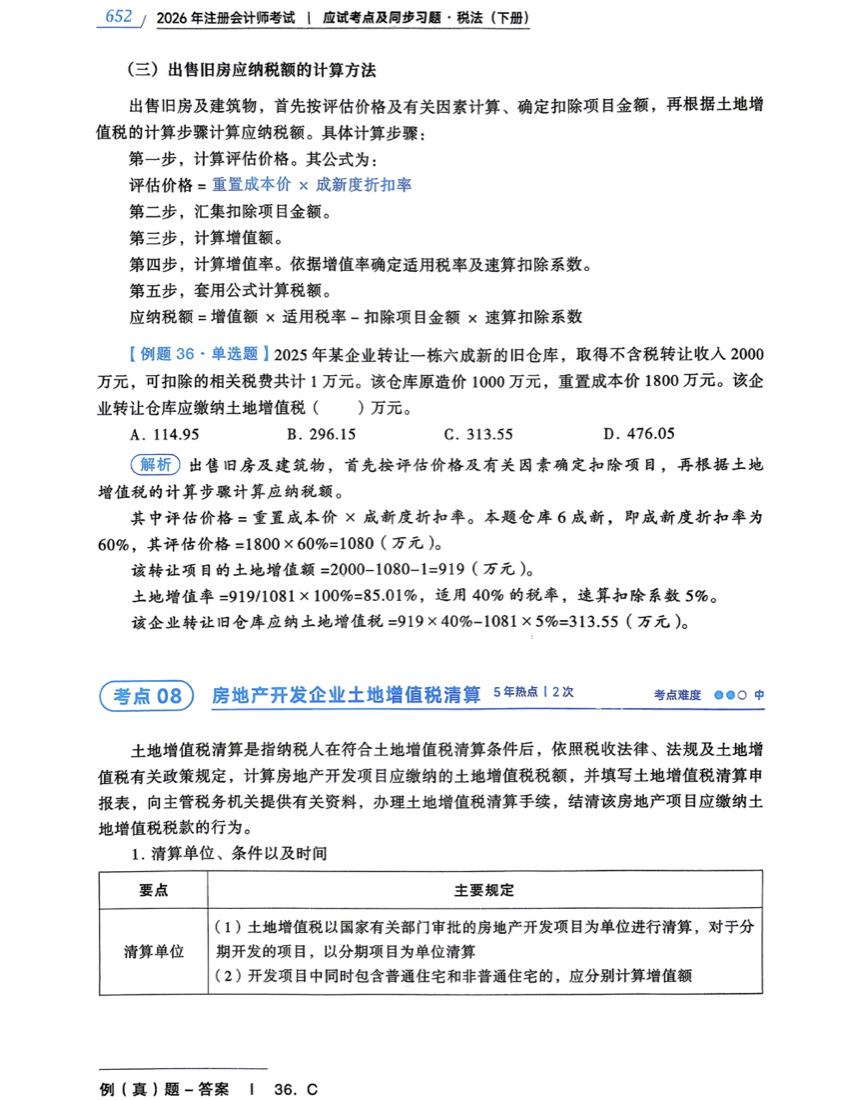 652 2026 年注册会计师考试 | 应试考点及同步习题·税法（下册）
（三）出售旧房应纳税额的计算方法
出售旧房及建筑物，首先按评估价格及有关因素计算、确定扣除项目金额，再根据土地增
值税的计算步骤计算应纳税额。具体计算步骤：
第一步，计算评估价格。其公式为：
评估价格 = 重置成本价 × 成新度折扣率
第二步，汇集扣除项目金额。
第三步，计算增值额。
第四步，计算增值率。依据增值率确定适用税率及速算扣除系数。
第五步，套用公式计算税额。
应纳税额 = 增值额 × 适用税率 – 扣除项目金额 × 速算扣除系数
【例题 36·单选题】2025 年某企业转让一栋六成新的旧仓库，取得不含税转让收入 2000
万元，可扣除的相关税费共计 1 万元。该仓库原造价 1000 万元，重置成本价 1800 万元。该企
业转让仓库应缴纳土地增值税（ ）万元。
A. 114.95 B. 296.15 C. 313.55 D. 476.05
解析 出售旧房及建筑物，首先按评估价格及有关因素确定扣除项目，再根据土地
增值税的计算步骤计算应纳税额。
其中评估价格 = 重置成本价 × 成新度折扣率。本题仓库 6 成新，即成新度折扣率为
60%，其评估价格 =1800×60%=1080（万元）。
该转让项目的土地增值额 =2000–1080–1=919（万元）。
土地增值率 =919/1081×100%=85.01%，适用 40% 的税率，速算扣除系数 5%。
该企业转让旧仓库应纳土地增值税 =919×40%–1081×5%=313.55（万元）。
考点 08 房地产开发企业土地增值税清算 5年热点 | 2次 考点难度 中
土地增值税清算是指纳税人在符合土地增值税清算条件后，依照税收法律、法规及土地增
值税有关政策规定，计算房地产开发项目应缴纳的土地增值税税额，并填写土地增值税清算申
报表，向主管税务机关提供有关资料，办理土地增值税清算手续，结清该房地产项目应缴纳土
地增值税税款的行为。
1. 清算单位、条件以及时间
要点 主要规定
（1）土地增值税以国家有关部门审批的房地产开发项目为单位进行清算，对于分
清算单位 期开发的项目，以分期项目为单位清算
（2）开发项目中同时包含普通住宅和非普通住宅的，应分别计算增值额
例（真）题 – 答案 | 36. C